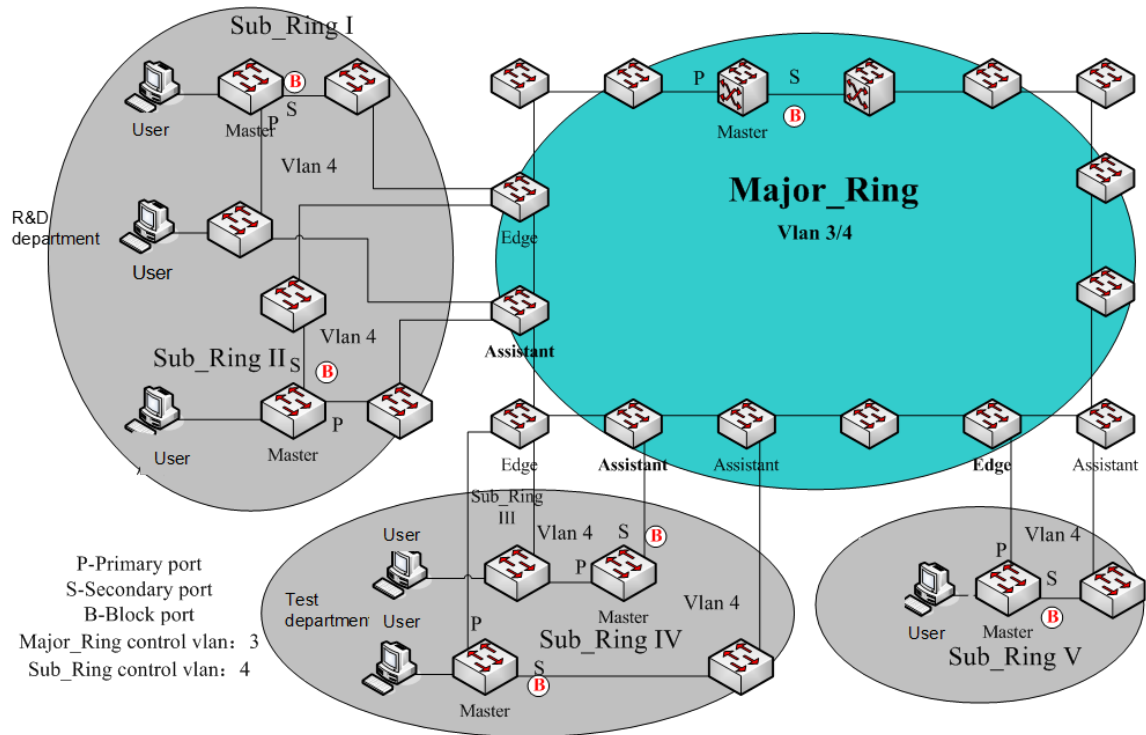 Sub_Ring I
B
S
User
Master
P
Vlan 4
R&D
department
User
Vlan 4
Sub_Ring II
S
B
P
User
Master
P
S
B
Master
Major_Ring
Vlan 3/4
Edge
Assistant
Edge
Assistant
Assistant
Edge
Assistant
Sub_Ring
III
User
Vlan 4
S
B
P
Master
Vlan 4
Test
department
User
P
Sub_Ring IV
S
B
Master
Vlan 4
P
S
B
User
Master
Sub_Ring V
P-Primary port
S-Secondary port
B-Block port
Major_Ring control vlan：3
Sub_Ring control vlan：4